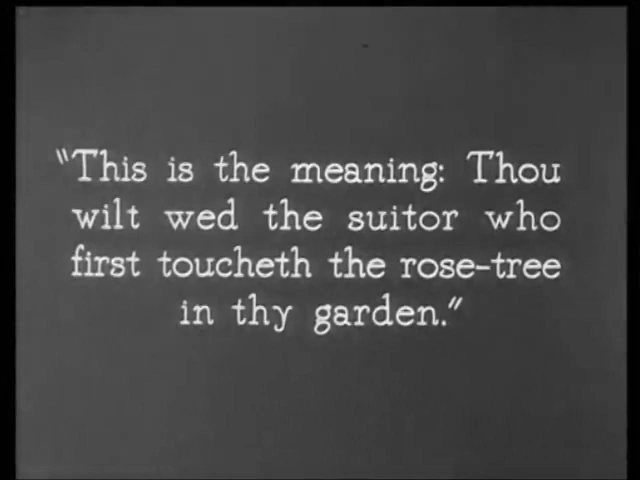 "This is the meaning: Thou
wilt wed the suitor who
first toucheth the rose-tree
in thy garden."